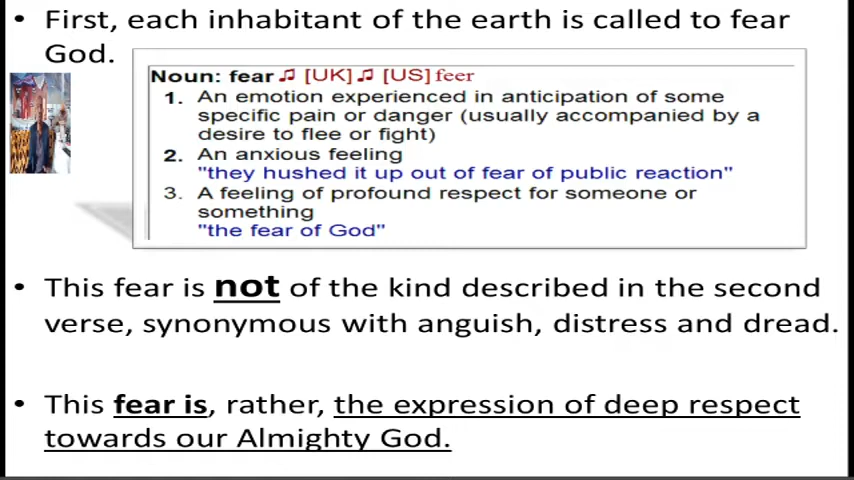 • First, each inhabitant of the earth is called to fear
God.
Noun: fear ♫ [UK] ♫ [US] feer
1. An emotion experienced in anticipation of some
specific pain or danger (usually accompanied by a
desire to flee or fight)
2. An anxious feeling
"they hushed it up out of fear of public reaction"
3. A feeling of profound respect for someone or
something
"the fear of God"
• This fear is not of the kind described in the second
verse, synonymous with anguish, distress and dread.
• This fear is, rather, the expression of deep respect
towards our Almighty God.